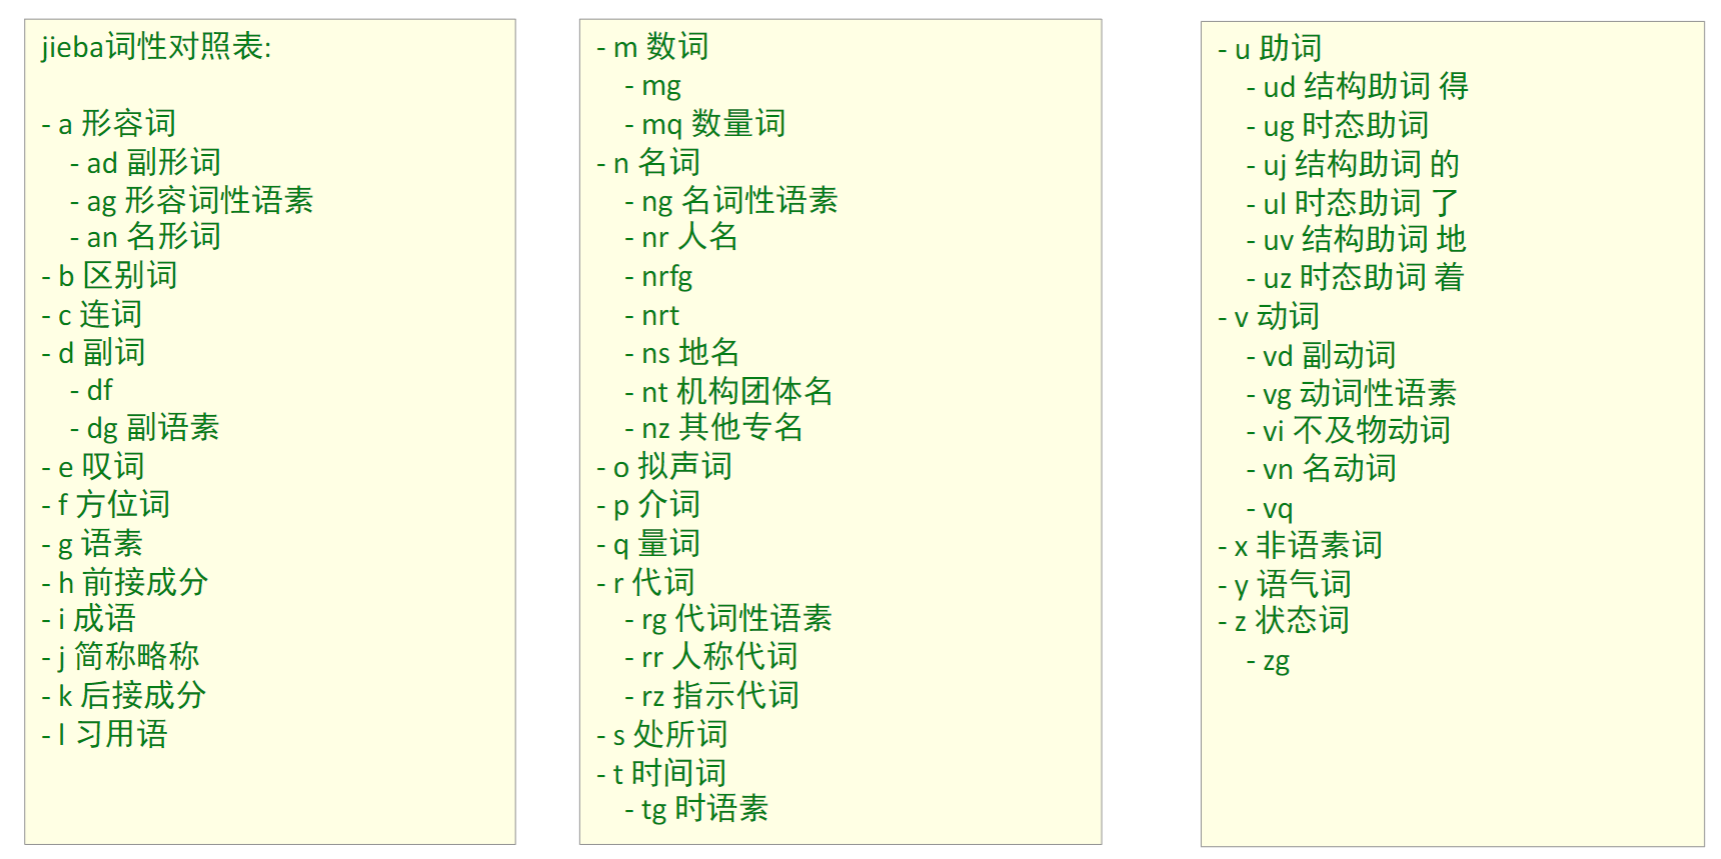 jieba词性对照表:
- a 形容词
- ad 副形词
- ag 形容词性语素
- an 名形词
- b 区别词
- c 连词
- d 副词
- df
- dg 副语素
- e 叹词
- f 方位词
- g 语素
- h 前接成分
- i 成语
- j 简称略称
- k 后接成分
- l 习用语
- m 数词
- mg
- mq 数量词
- n 名词
- ng 名词性语素
- nr 人名
- nrfg
- nrt
- ns 地名
- nt 机构团体名
- nz 其他专名
- o 拟声词
- p 介词
- q 量词
- r 代词
- rg 代词性语素
- rr 人称代词
- rz 指示代词
- s 处所词
- t 时间词
- tg 时语素
- u 助词
- ud 结构助词 得
- ug 时态助词
- uj 结构助词 的
- ul 时态助词 了
- uv 结构助词 地
- uz 时态助词 着
- v 动词
- vd 副动词
- vg 动词性语素
- vi 不及物动词
- vn 名动词
- vq
- x 非语素词
- y 语气词
- z 状态词
- zg